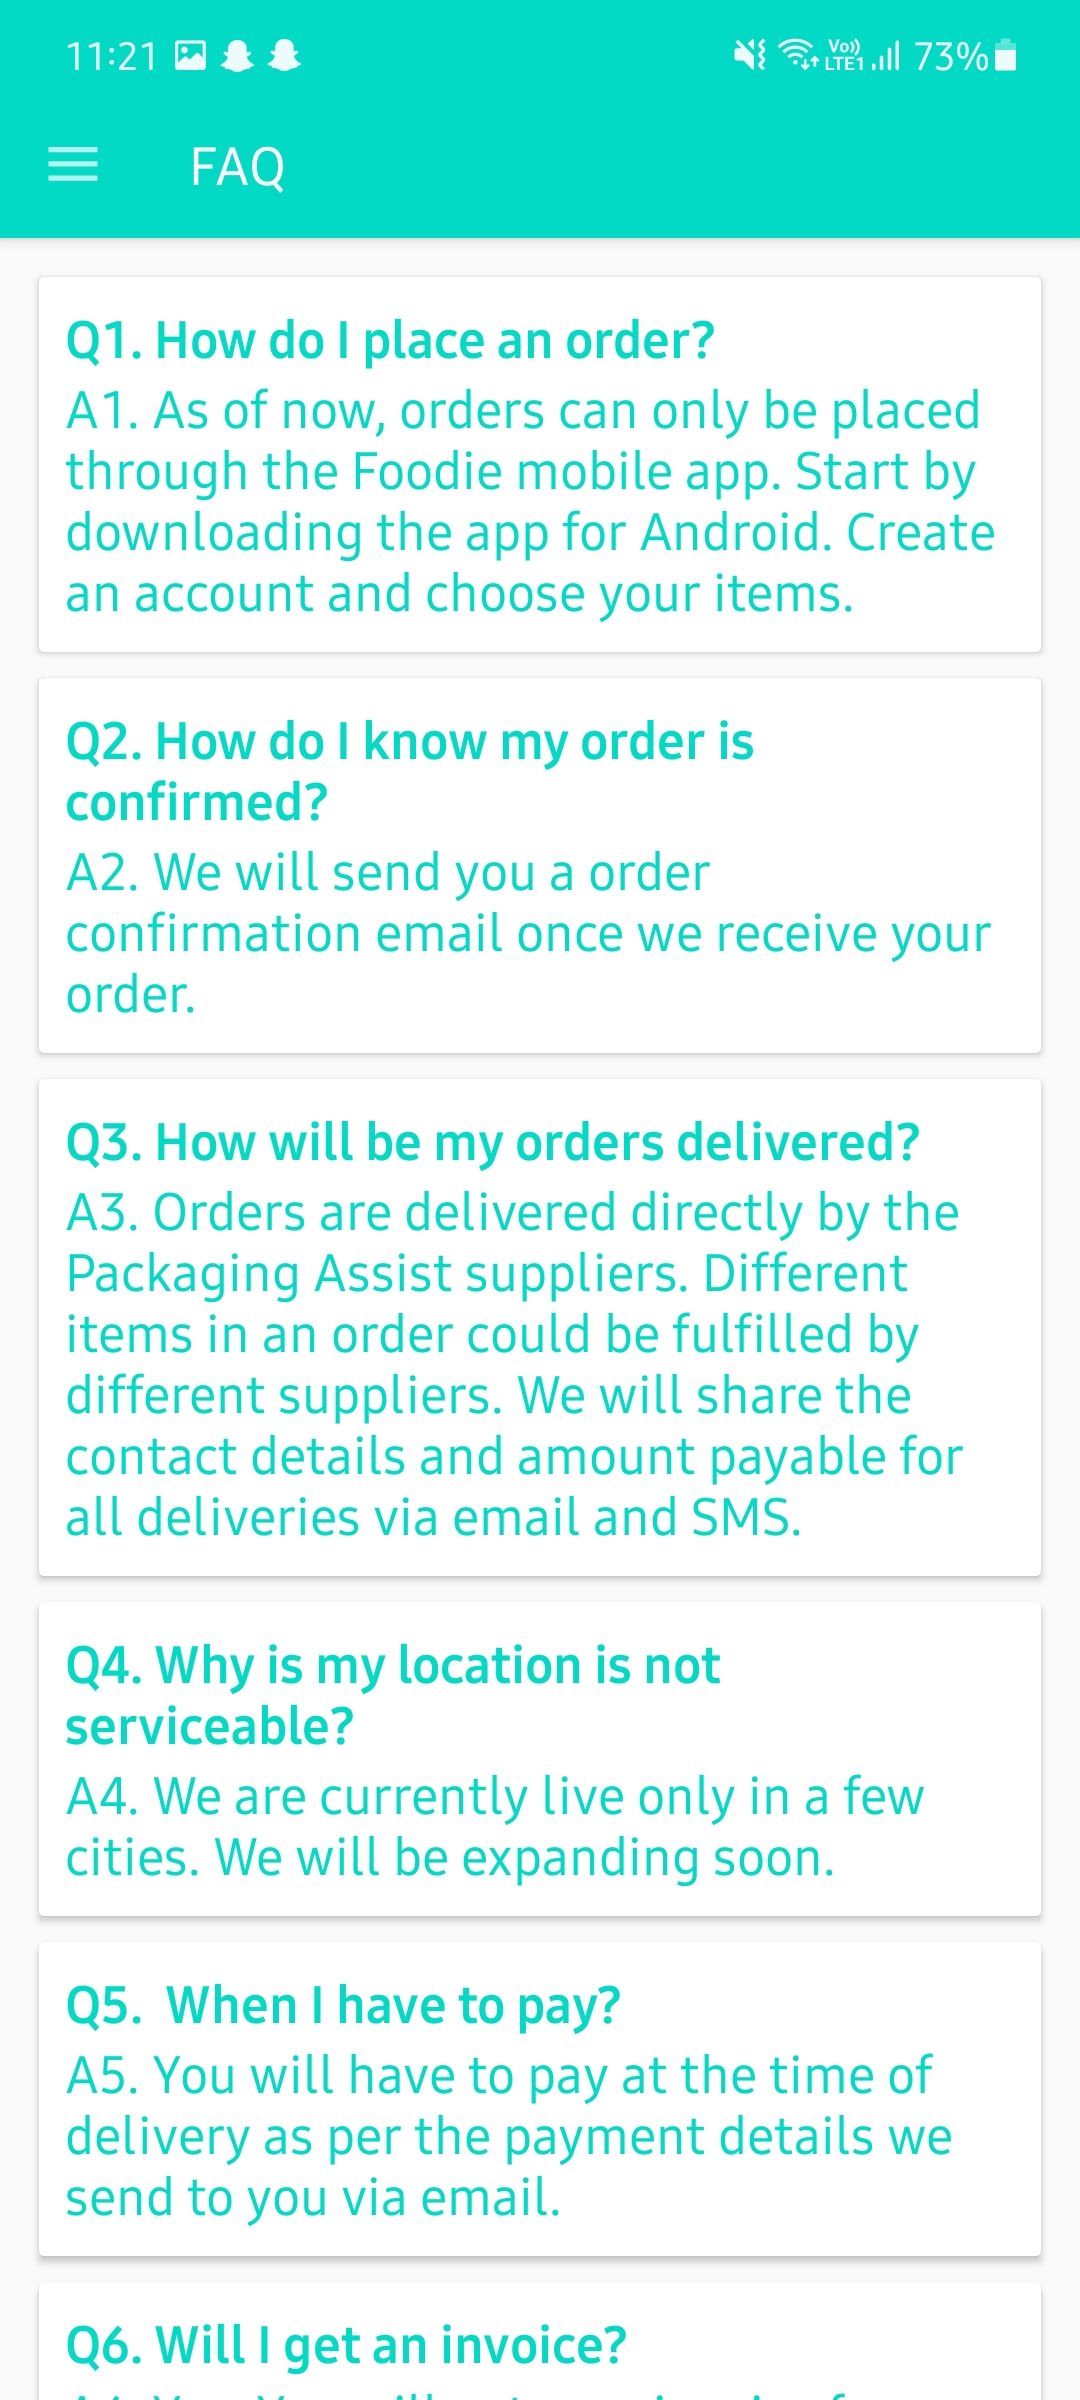 11:21 Vo)) LTE1 73%
FAQ
Q1. How do I place an order?
A1. As of now, orders can only be placed
through the Foodie mobile app. Start by
downloading the app for Android. Create
an account and choose your items.
Q2. How do I know my order is
confirmed?
A2. We will send you a order
confirmation email once we receive your
order.
Q3. How will be my orders delivered?
A3. Orders are delivered directly by the
Packaging Assist suppliers. Different
items in an order could be fulfilled by
different suppliers. We will share the
contact details and amount payable for
all deliveries via email and SMS.
Q4. Why is my location is not
serviceable?
A4. We are currently live only in a few
cities. We will be expanding soon.
Q5.  When I have to pay?
A5. You will have to pay at the time of
delivery as per the payment details we
send to you via email.
Q6. Will I get an invoice?